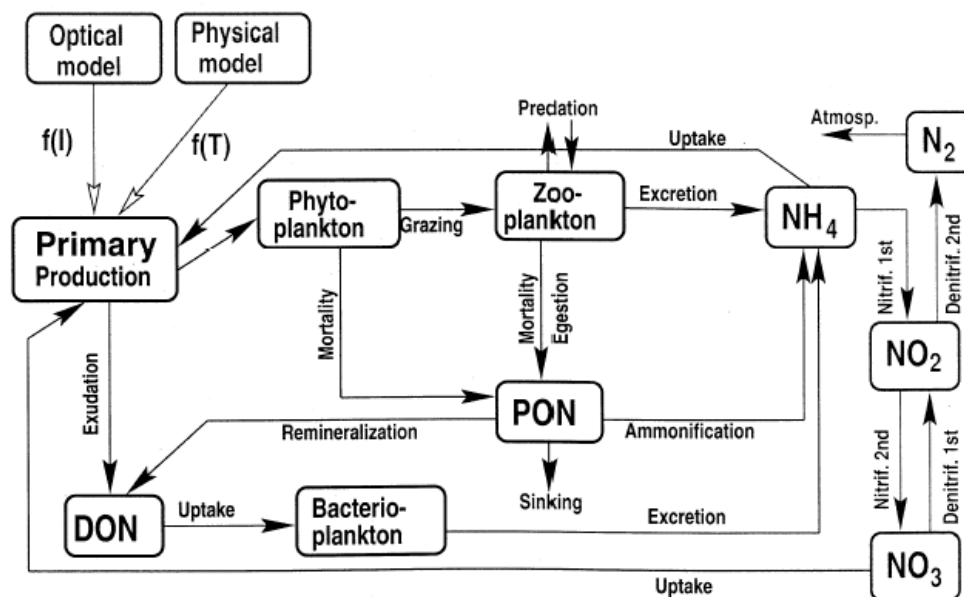 Optical
model
Physical
model
f(I)
f(T)
Predation
Atmosp.
N₂
Uptake
Phyto-
plankton
Grazing
Zoo-
plankton
Excretion
NH₄
Primary
Production
Nitrif. 1st
Denitrif. 2nd
Mortality
Mortality
Egestion
NO₂
Exudation
PON
Remineralization
Ammonification
Nitrif. 2nd
Denitrif. 1st
Sinking
DON
Uptake
Bacterio-
plankton
Excretion
NO₃
Uptake